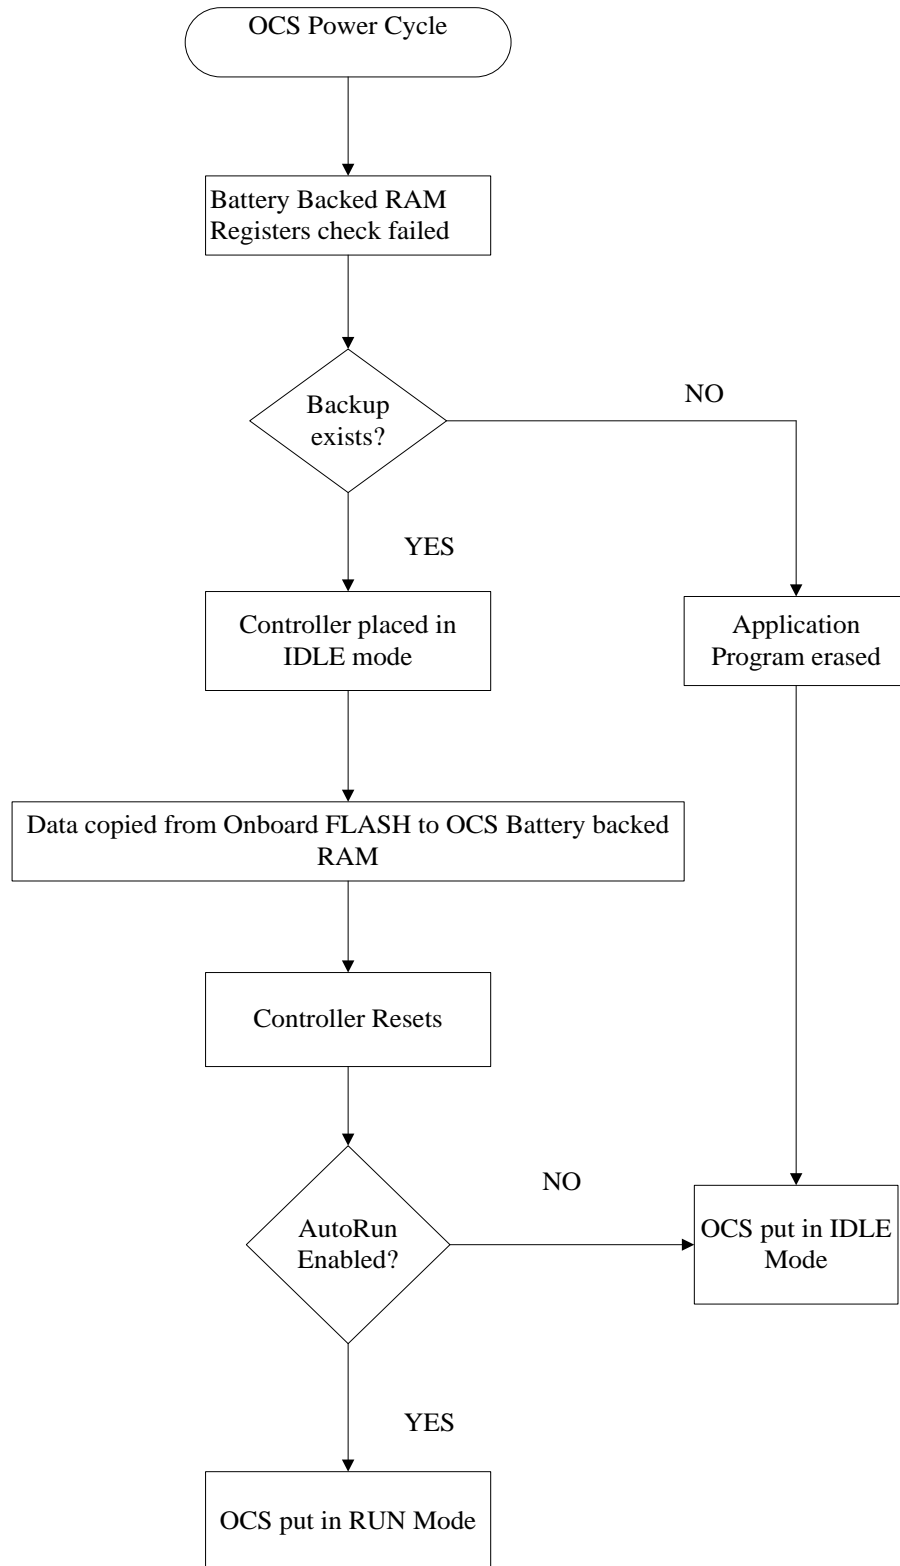 OCS Power Cycle
Battery Backed RAM
Registers check failed
Backup
exists?
NO
YES
Controller placed in
IDLE mode
Application
Program erased
Data copied from Onboard FLASH to OCS Battery backed
RAM
Controller Resets
AutoRun
Enabled?
NO
OCS put in IDLE
Mode
YES
OCS put in RUN Mode